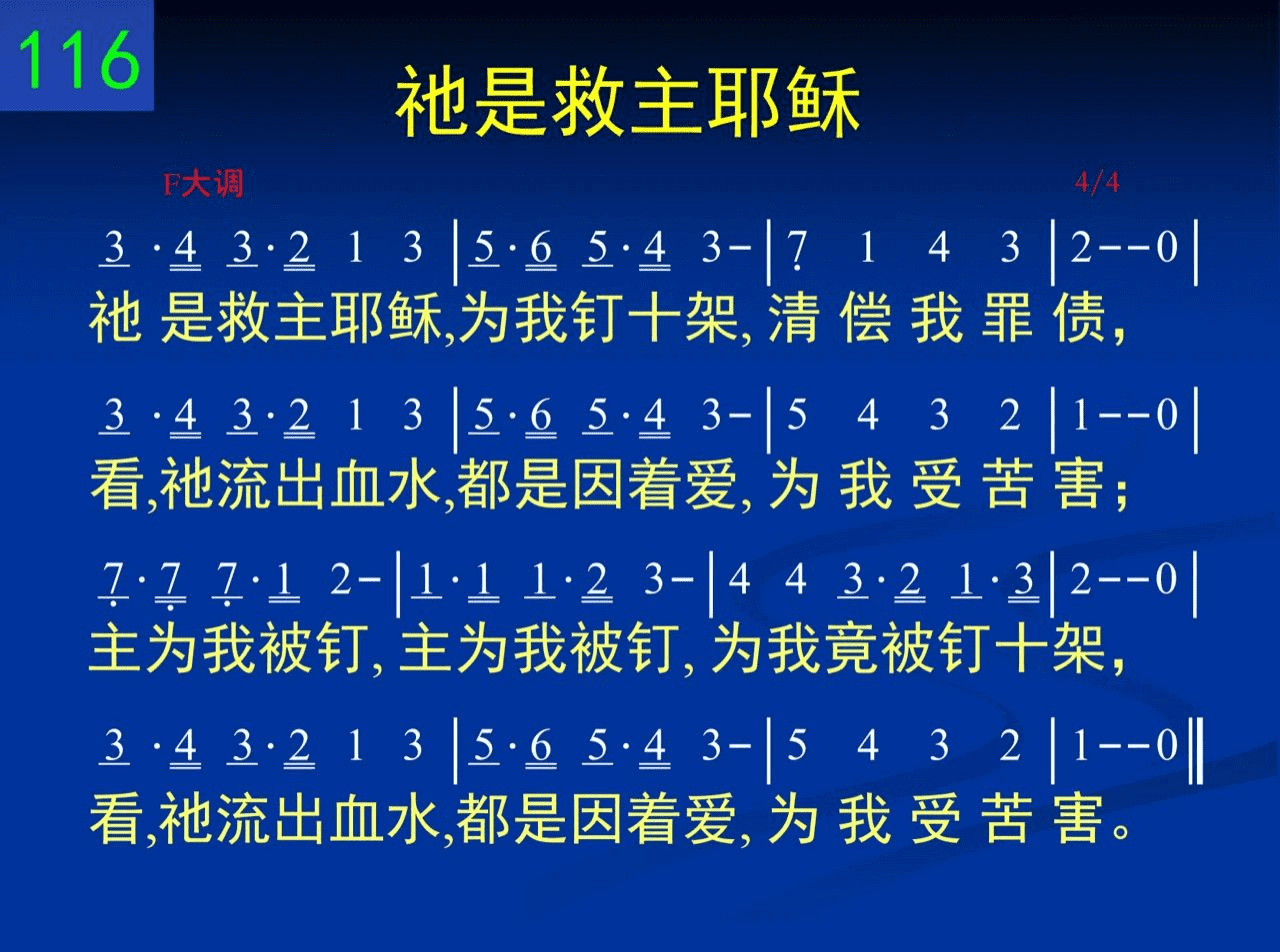 116
祂是救主耶稣
F大调 4/4
3 ·4 3·2 1 3 |5·6 5·4 3-|7 1 4 3 |2--0|
祂 是救主耶稣,为我钉十架, 清 偿 我 罪 债，
3 ·4 3·2 1 3 |5·6 5·4 3-|5 4 3 2 |1--0|
看,祂流出血水,都是因着爱, 为 我 受 苦 害；
7·7 7·1 2-|1·1 1·2 3-|4 4 3·2 1·3|2--0|
主为我被钉, 主为我被钉, 为我竟被钉十架，
3 ·4 3·2 1 3 |5·6 5·4 3-|5 4 3 2 |1--0‖
看,祂流出血水,都是因着爱, 为 我 受 苦 害。